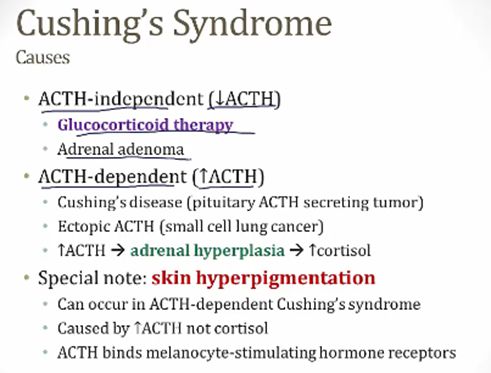 Cushing's Syndrome
Causes
• ACTH-independent (↓ACTH)
• Glucocorticoid therapy
• Adrenal adenoma
• ACTH-dependent (↑ACTH)
• Cushing's disease (pituitary ACTH secreting tumor)
• Ectopic ACTH (small cell lung cancer)
• ↑ACTH → adrenal hyperplasia → ↑cortisol
• Special note: skin hyperpigmentation
• Can occur in ACTH-dependent Cushing's syndrome
• Caused by ↑ACTH not cortisol
• ACTH binds melanocyte-stimulating hormone receptors